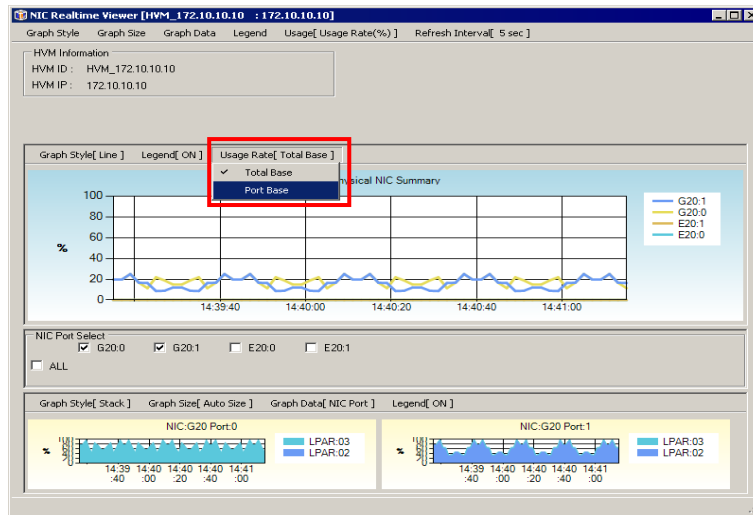 NIC Realtime Viewer [HVM_172.10.10.10 : 172.10.10.10]
Graph Style Graph Size Graph Data Legend Usage[ Usage Rate(%) ] Refresh Interval[ 5 sec ]
HVM Information
HVM ID : HVM_172.10.10.10
HVM IP : 172.10.10.10
Graph Style[ Line ] Legend[ ON ] Usage Rate[ Total Base ]
Total Base
Port Base
ysical NIC Summary
100
80
60
40
20
0
%
14:39:40 14:40:00 14:40:20 14:40:40 14:41:00
G20:1
G20:0
E20:1
E20:0
NIC Port Select
G20:0 G20:1 E20:0 E20:1
ALL
Graph Style[ Stack ] Graph Size[ Auto Size ] Graph Data[ NIC Port ] Legend[ ON ]
NIC:G20 Port:0
%
14:39 14:40 14:40 14:40 14:41
:40 :00 :20 :40 :00
LPAR:03
LPAR:02
NIC:G20 Port:1
%
14:39 14:40 14:40 14:40 14:41
:40 :00 :20 :40 :00
LPAR:03
LPAR:02